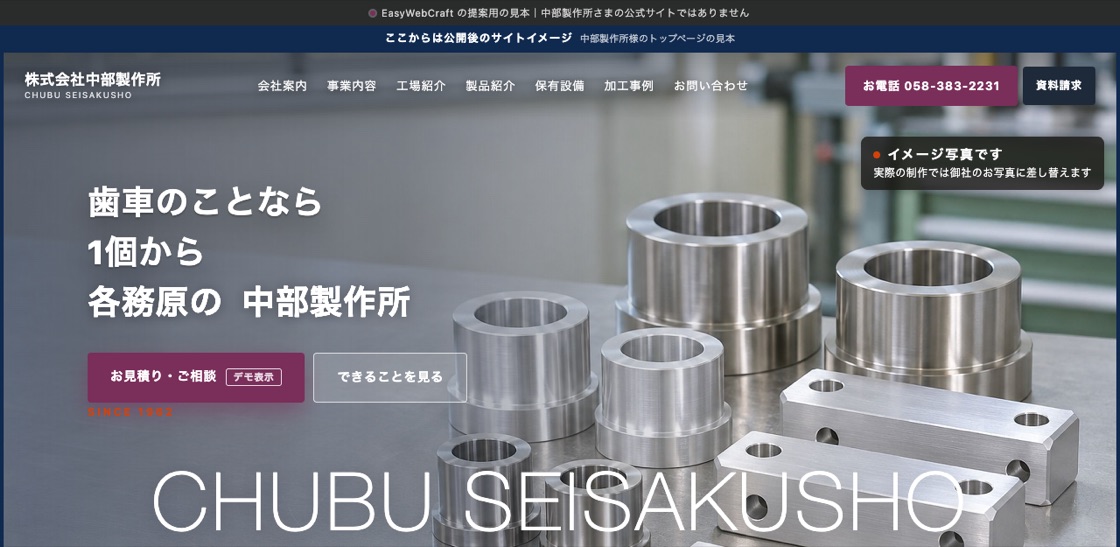 EasyWebCraft の提案用の見本｜中部製作所さまの公式サイトではありません
ここからは公開後のサイトイメージ 中部製作所様のトップページの見本
株式会社中部製作所
CHUBU SEISAKUSHO
会社案内 事業内容 工場紹介 製品紹介 保有設備 加工事例 お問い合わせ
お電話 058-383-2231
資料請求
イメージ写真です
実際の制作では御社のお写真に差し替えます
歯車のことなら
1個から
各務原の 中部製作所
お見積り・ご相談 デモ表示
できることを見る
CHUBU SEISAKUSHO